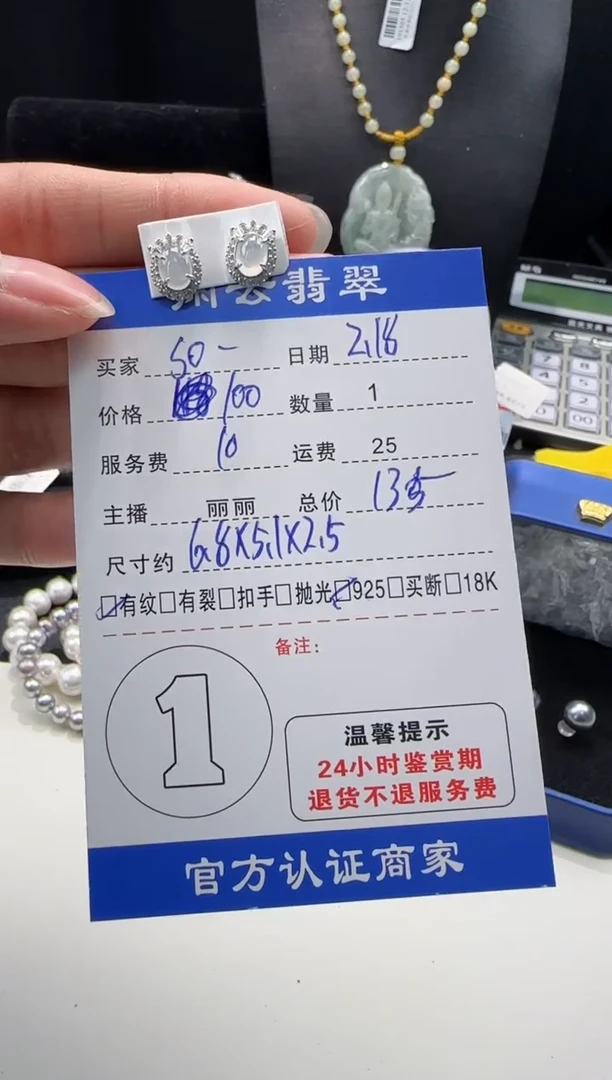 翡翠
买家 50- 日期 2.18
价格 100 数量 1
服务费 10 运费 25
主播 丽丽 总价 135
尺寸约 6.8X5.1X2.5
☑有纹☐有裂☐扣手☐抛光☑925☐买断☐18K
备注:
1
温馨提示
24小时鉴赏期
退货不退服务费
官方认证商家